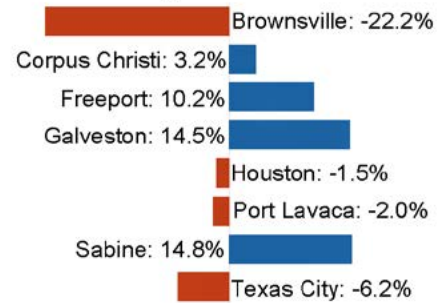 Brownsville: -22.2%
Corpus Christi: 3.2%
Freeport: 10.2%
Galveston: 14.5%
Houston: -1.5%
Port Lavaca: -2.0%
Sabine: 14.8%
Texas City: -6.2%